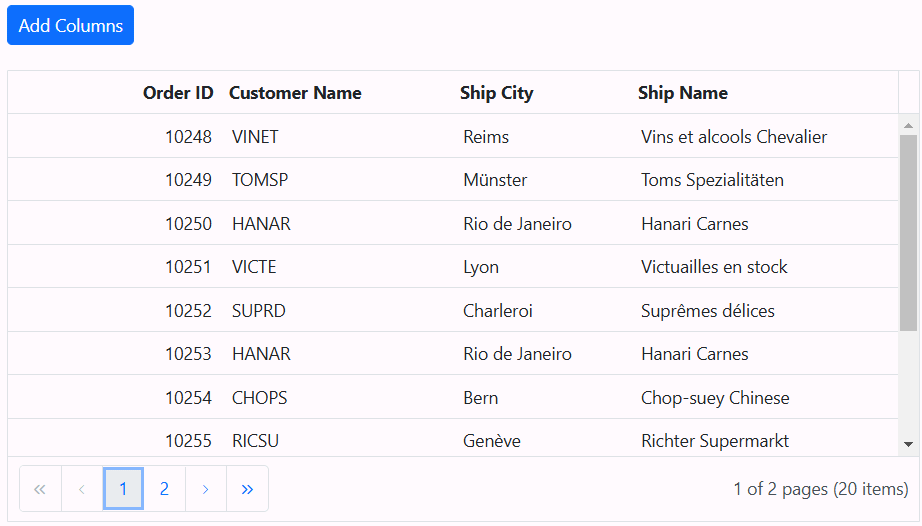 Add Columns
Order ID Customer Name Ship City Ship Name
10248 VINET Reims Vins et alcools Chevalier
10249 TOMSP Münster Toms Spezialitäten
10250 HANAR Rio de Janeiro Hanari Carnes
10251 VICTE Lyon Victuailles en stock
10252 SUPRD Charleroi Suprêmes délices
10253 HANAR Rio de Janeiro Hanari Carnes
10254 CHOPS Bern Chop-suey Chinese
10255 RICSU Genève Richter Supermarkt
« ‹ 1 2 › » 1 of 2 pages (20 items)